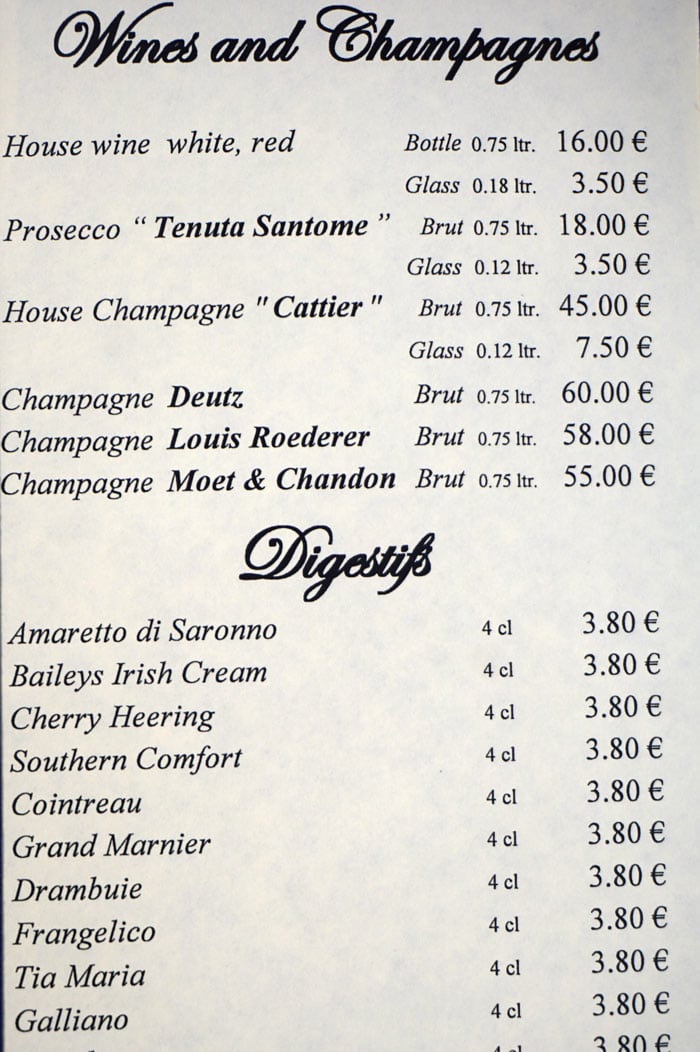 Wines and Champagnes
House wine white, red Bottle 0.75 ltr. 16.00 €
Glass 0.18 ltr. 3.50 €
Prosecco “ Tenuta Santome ” Brut 0.75 ltr. 18.00 €
Glass 0.12 ltr. 3.50 €
House Champagne " Cattier " Brut 0.75 ltr. 45.00 €
Glass 0.12 ltr. 7.50 €
Champagne Deutz Brut 0.75 ltr. 60.00 €
Champagne Louis Roederer Brut 0.75 ltr. 58.00 €
Champagne Moet & Chandon Brut 0.75 ltr. 55.00 €
Digestifs
Amaretto di Saronno 4 cl 3.80 €
Baileys Irish Cream 4 cl 3.80 €
Cherry Heering 4 cl 3.80 €
Southern Comfort 4 cl 3.80 €
Cointreau 4 cl 3.80 €
Grand Marnier 4 cl 3.80 €
Drambuie 4 cl 3.80 €
Frangelico 4 cl 3.80 €
Tia Maria 4 cl 3.80 €
Galliano 4 cl 3.80 €
4 cl 3.80 €